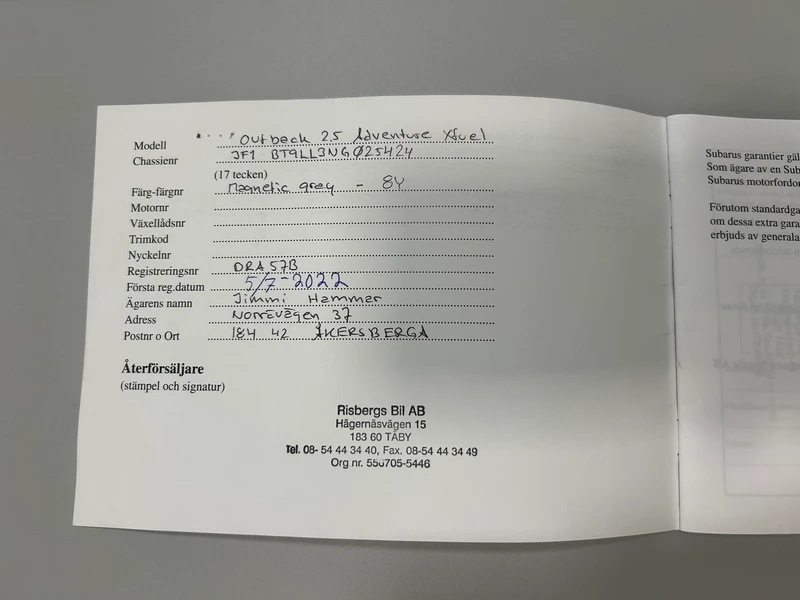 Modell Outback 2.5 Adventure Xfuel
Chassienr JF1 BT9LL3NG025424
(17 tecken)
Färg-färgnr Magnetic grey - 8Y
Motornr
Växellådsnr
Trimkod
Nyckelnr
Registreringsnr DRA57B
Första reg.datum 5/7-2022
Ägarens namn Jimmi Hammar
Adress Norrsvägen 37
Postnr o Ort 184 42 ÅKERSBERGA
Återförsäljare
(stämpel och signatur)
Risbergs Bil AB
Hägernäsvägen 15
183 60 TÄBY
Tel. 08- 54 44 34 40, Fax. 08-54 44 34 49
Org.nr. 556705-5446
Subarus garantier gäl
Som ägare av en Sub
Subarus motorfordon
Förutom standardga
om dessa extra gara
erbjuds av generala